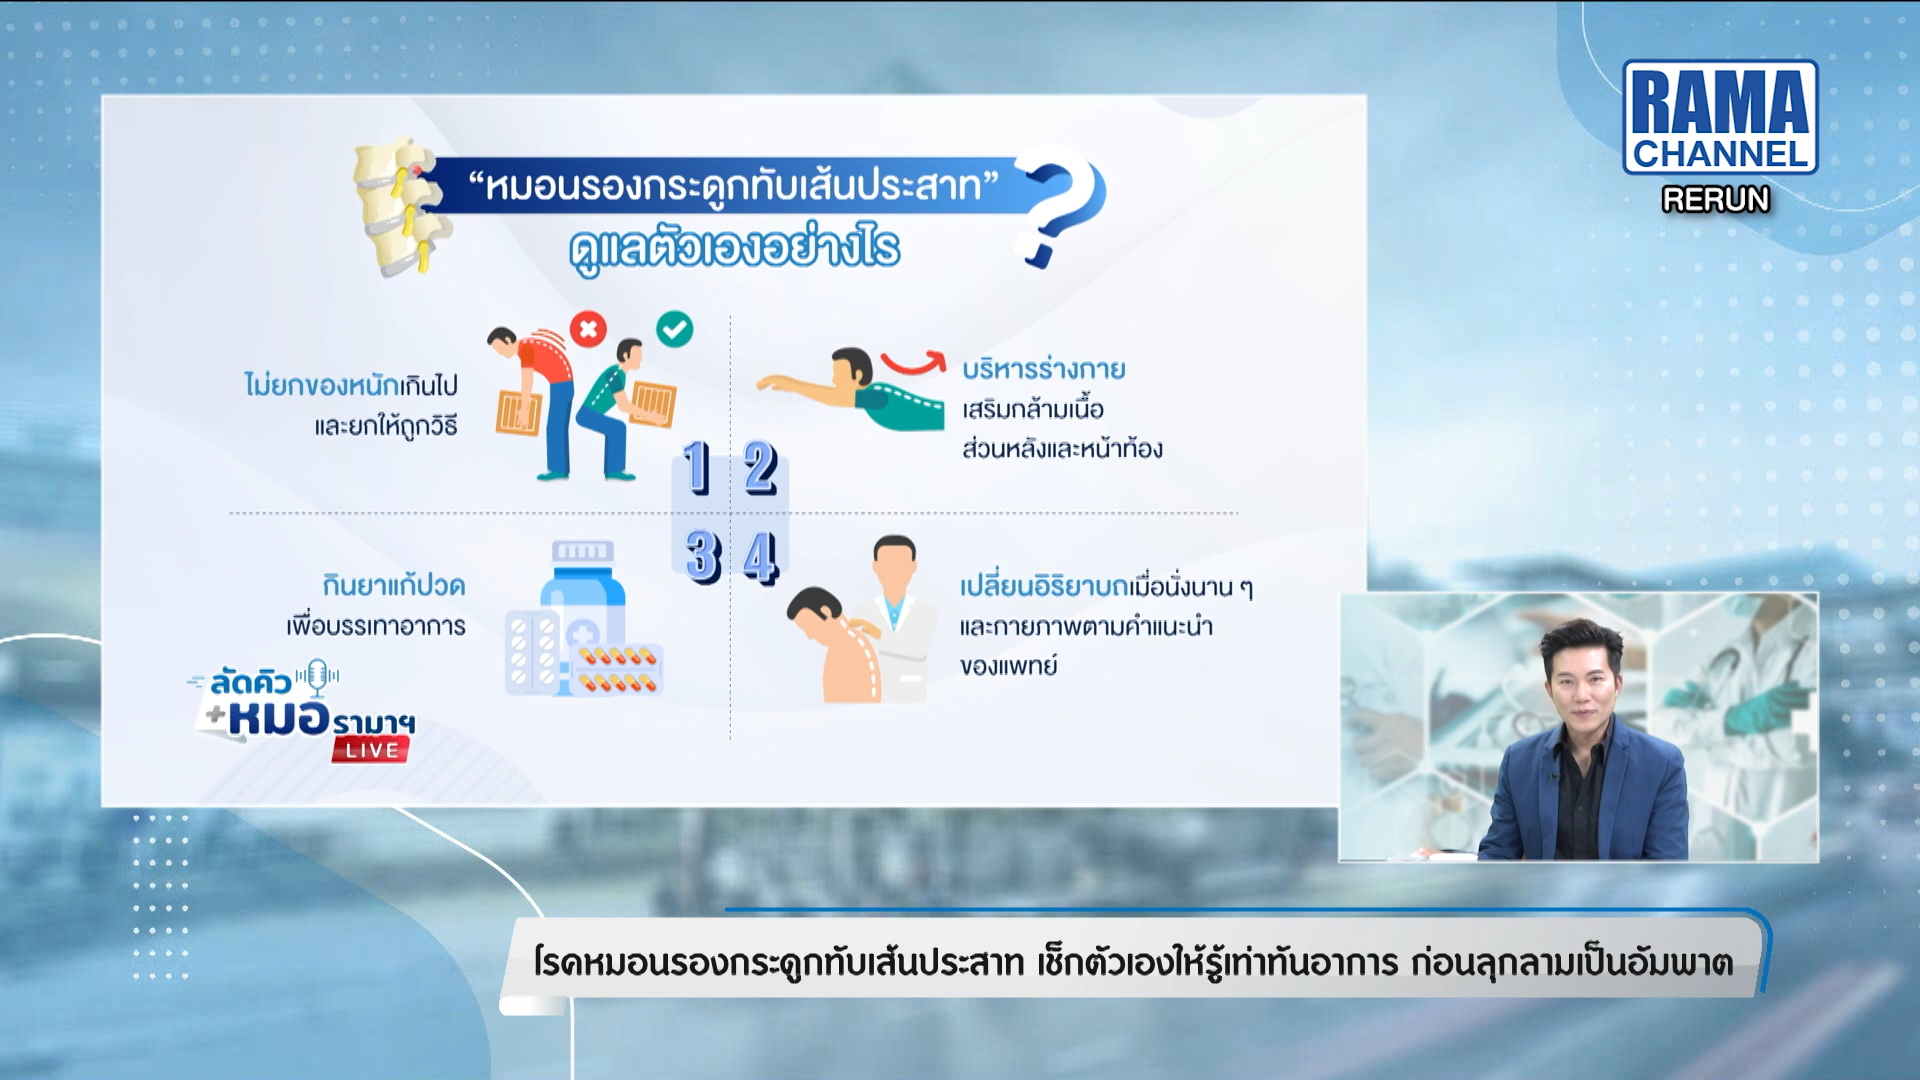 RAMA
CHANNEL
RERUN
“หมอนรองกระดูกทับเส้นประสาท”
ดูแลตัวเองอย่างไร
?
ไม่ยกของหนักเกินไป
และยกให้ถูกวิธี
1
2
บริหารร่างกาย
เสริมกล้ามเนื้อ
ส่วนหลังและหน้าท้อง
3
4
กินยาแก้ปวด
เพื่อบรรเทาอาการ
เปลี่ยนอิริยาบถเมื่อนั่งนาน ๆ
และกายภาพตามคำแนะนำ
ของแพทย์
ลัดคิว
หมอรามาฯ
LIVE
โรคหมอนรองกระดูกทับเส้นประสาท เช็กตัวเองให้รู้เท่าทันอาการ ก่อนลุกลามเป็นอัมพาต